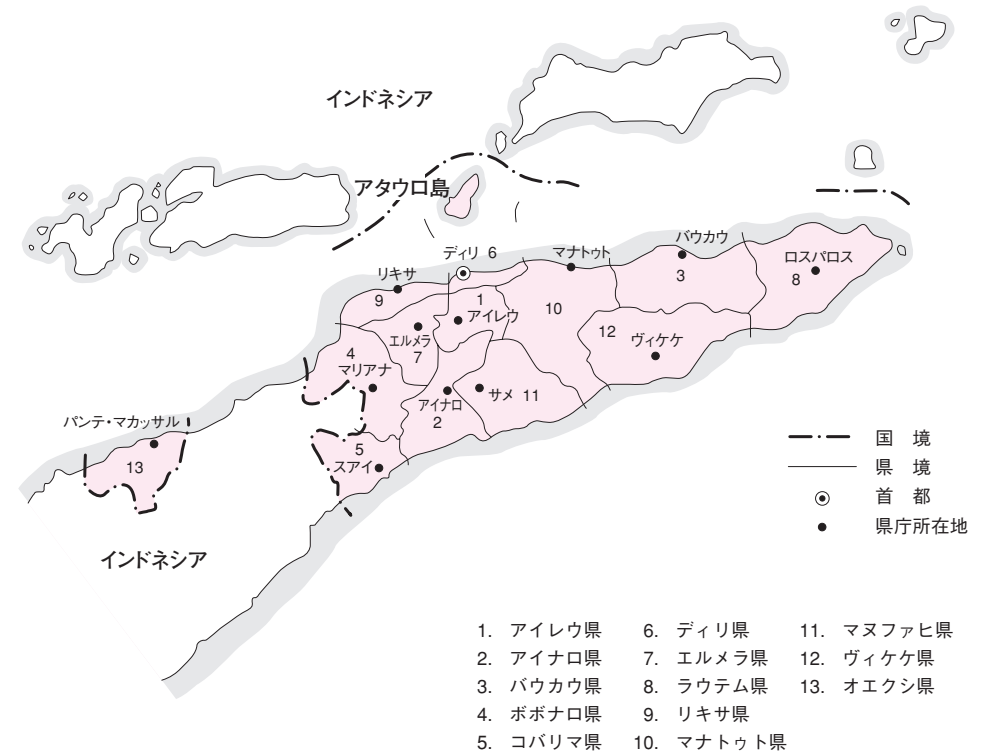 インドネシア
アタウロ島
ディリ 6
マナトゥト
バウカウ
3
ロスパロス
8
リキサ
9
1
アイレウ
10
エルメラ
7
12
ヴィケケ
4
マリアナ
アイナロ
2
サメ 11
パンテ・マカッサル
13
5
スアイ
インドネシア
国　境
県　境
首　都
県庁所在地
1. アイレウ県
2. アイナロ県
3. バウカウ県
4. ボボナロ県
5. コバリマ県
6. ディリ県
7. エルメラ県
8. ラウテム県
9. リキサ県
10. マナトゥト県
11. マヌファヒ県
12. ヴィケケ県
13. オエクシ県